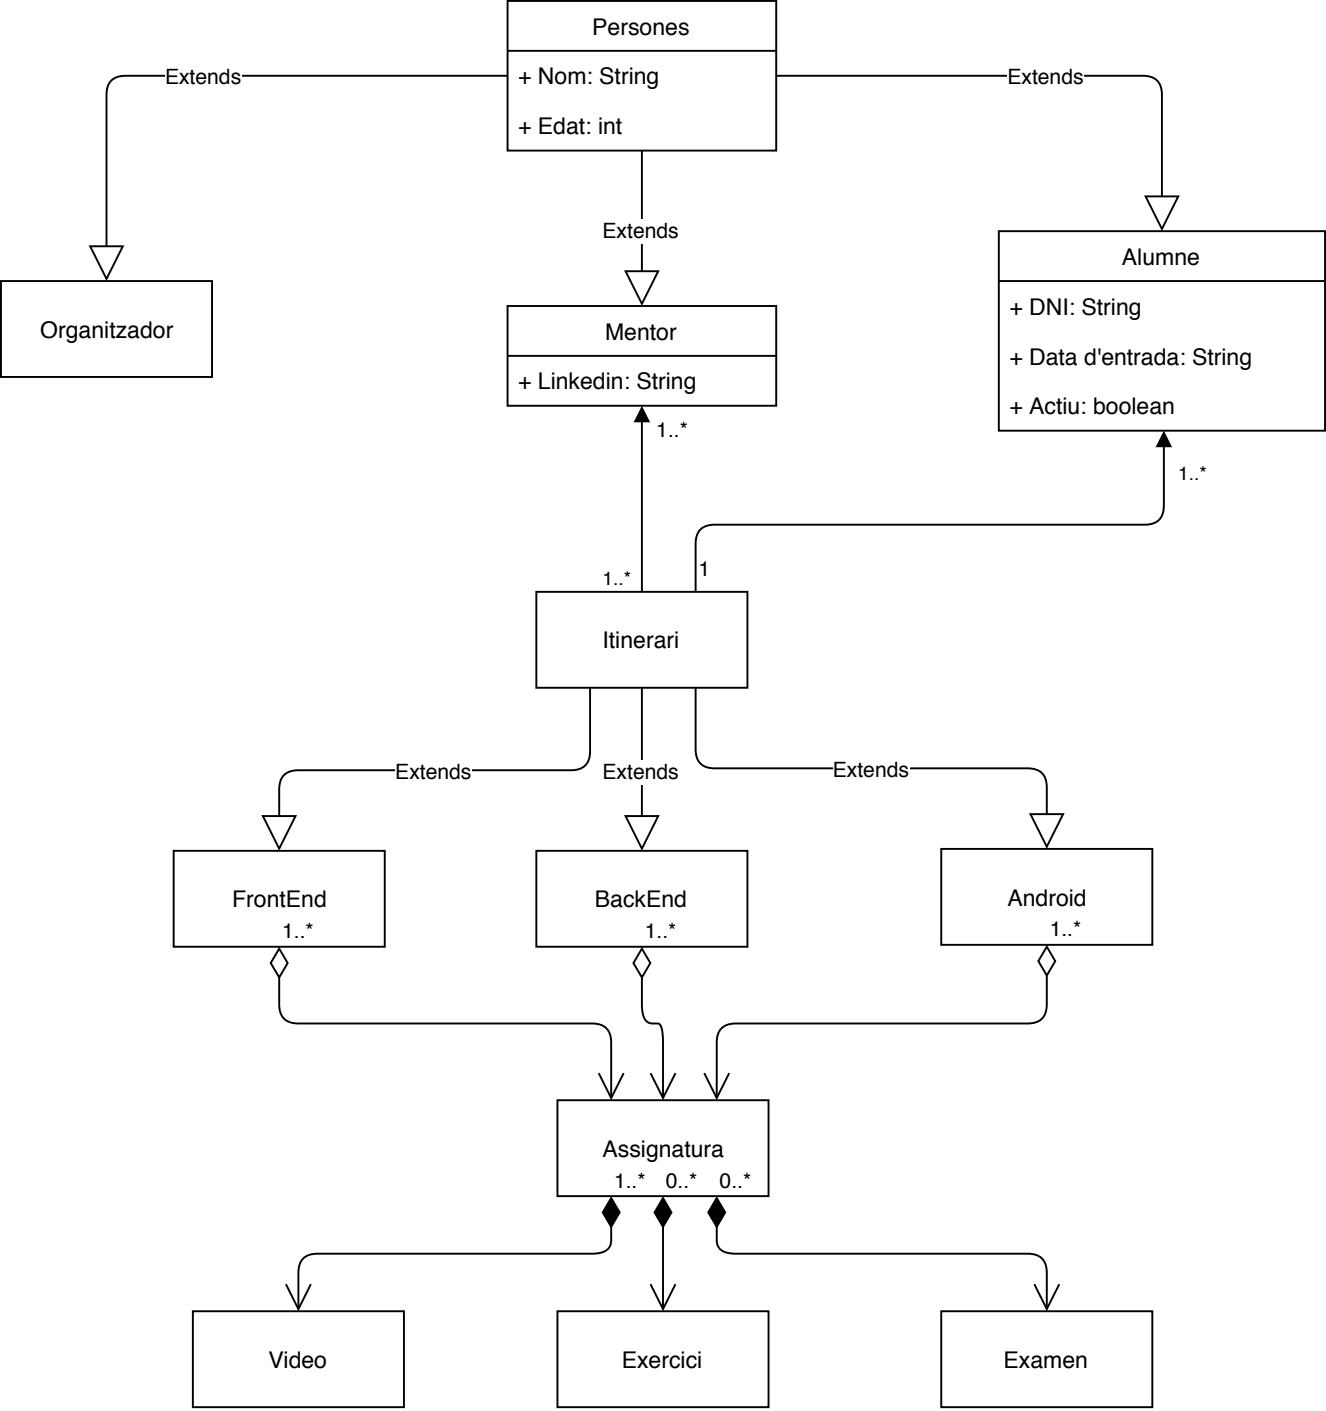 Persones
+ Nom: String
+ Edat: int
Extends
Extends
Extends
Organitzador
Mentor
+ Linkedin: String
Alumne
+ DNI: String
+ Data d'entrada: String
+ Actiu: boolean
1..*
1..*
1..*
1
Itinerari
Extends
Extends
Extends
FrontEnd
1..*
BackEnd
1..*
Android
1..*
Assignatura
1..* 0..* 0..*
Video
Exercici
Examen